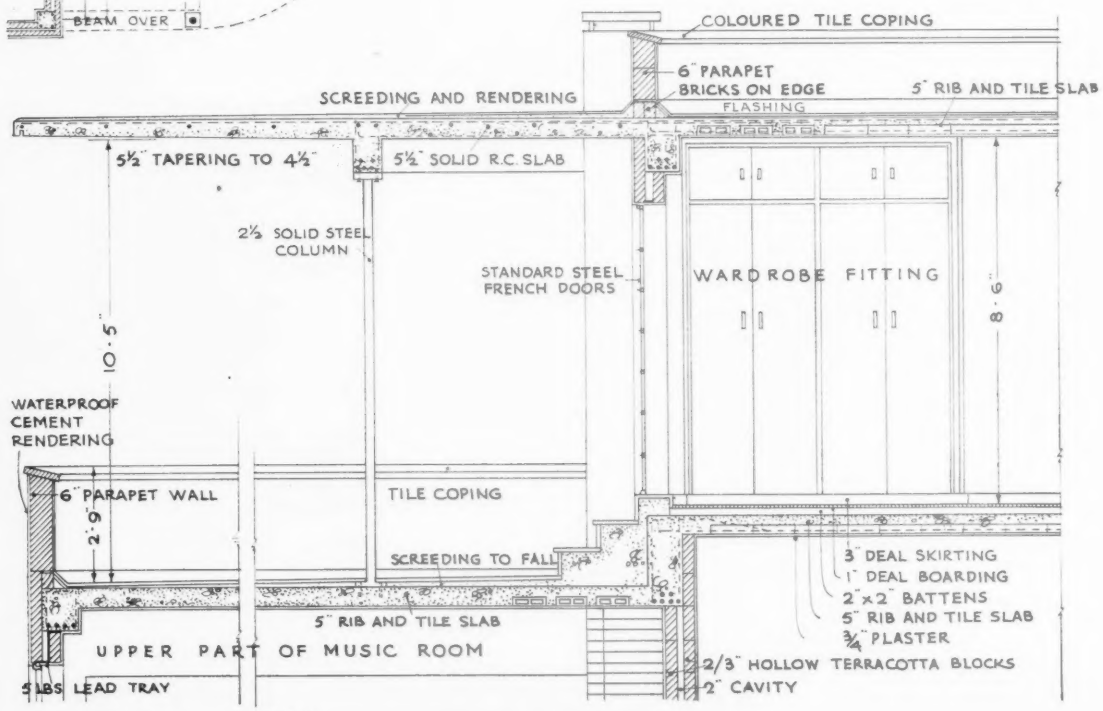 BEAM OVER
COLOURED TILE COPING
6" PARAPET
BRICKS ON EDGE
FLASHING
5" RIB AND TILE SLAB
SCREEDING AND RENDERING
5½" TAPERING TO 4½"
5½" SOLID R.C. SLAB
2½ SOLID STEEL
COLUMN
STANDARD STEEL
FRENCH DOORS
WARDROBE FITTING
10'-5"
8'-6"
WATERPROOF
CEMENT
RENDERING
6" PARAPET WALL
2'-9"
TILE COPING
SCREEDING TO FALL
5" RIB AND TILE SLAB
UPPER PART OF MUSIC ROOM
5 LBS LEAD TRAY
3" DEAL SKIRTING
1" DEAL BOARDING
2" x 2" BATTENS
5" RIB AND TILE SLAB
¾" PLASTER
2/3" HOLLOW TERRACOTTA BLOCKS
2" CAVITY